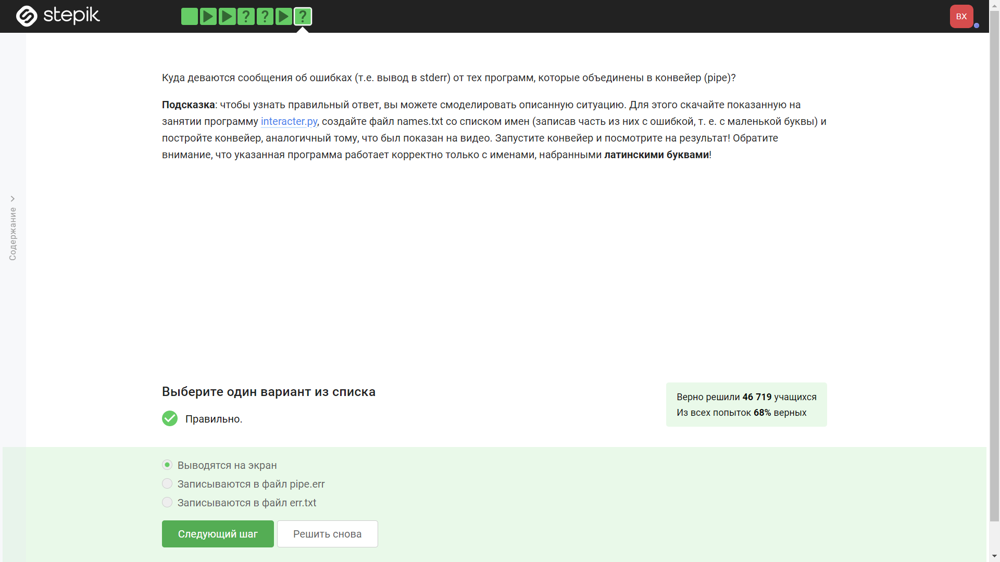 stepik
? ? ?
BX
Куда деваются сообщения об ошибках (т.е. вывод в stderr) от тех программ, которые объединены в конвейер (pipe)?
Подсказка: чтобы узнать правильный ответ, вы можете смоделировать описанную ситуацию. Для этого скачайте показанную на
занятии программу interacter.py, создайте файл names.txt со списком имен (записав часть из них с ошибкой, т. е. с маленькой буквы) и
постройте конвейер, аналогичный тому, что был показан на видео. Запустите конвейер и посмотрите на результат! Обратите
внимание, что указанная программа работает корректно только с именами, набранными латинскими буквами!
Содержание
Выберите один вариант из списка
Правильно.
Верно решили 46 719 учащихся
Из всех попыток 68% верных
Выводятся на экран
Записываются в файл pipe.err
Записываются в файл err.txt
Следующий шаг
Решить снова